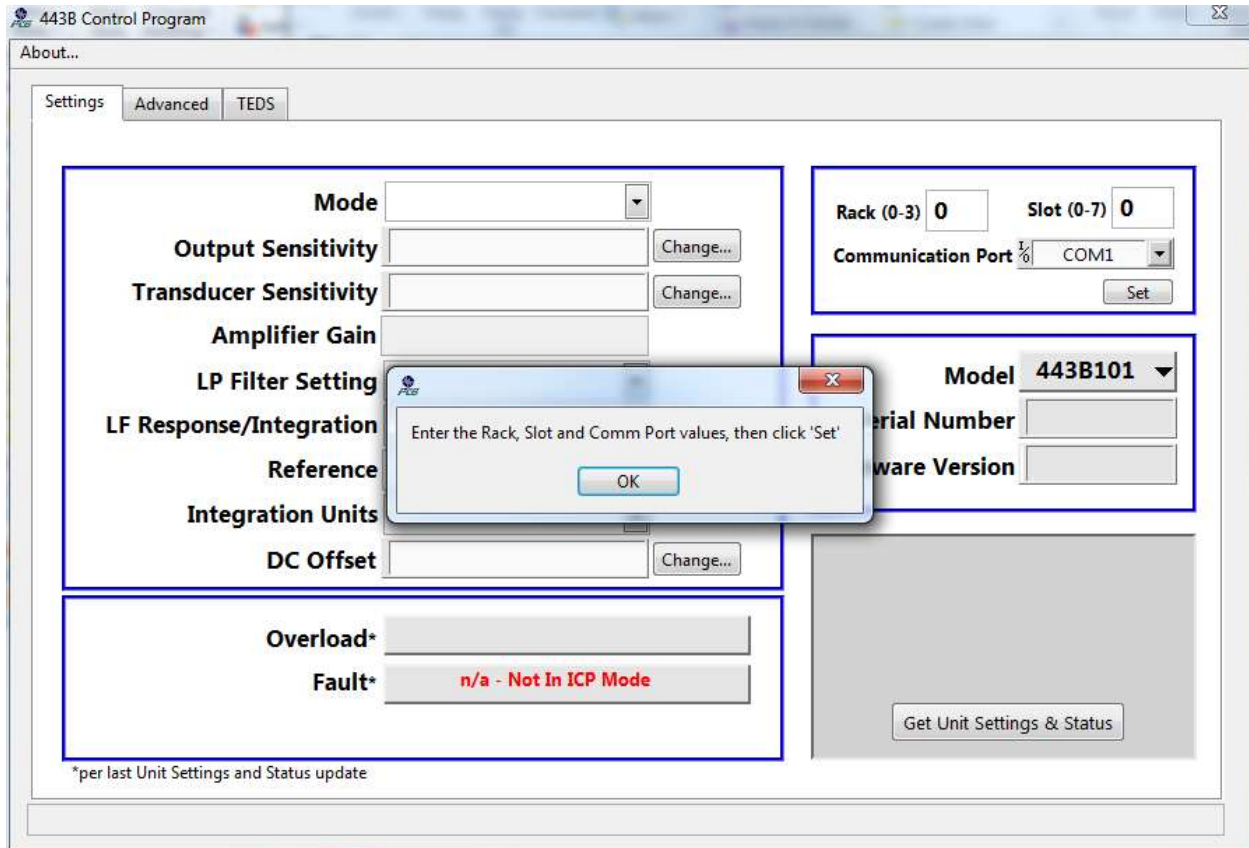 443B Control Program
About...
Settings Advanced TEDS
Mode
Output Sensitivity Change...
Transducer Sensitivity Change...
Amplifier Gain
LP Filter Setting
LF Response/Integration
Reference
Integration Units
DC Offset Change...
Rack (0-3) 0 Slot (0-7) 0
Communication Port I/O COM1
Set
Model 443B101
erial Number
ware Version
PCB
Enter the Rack, Slot and Comm Port values, then click 'Set'
OK
Overload*
Fault* n/a - Not In ICP Mode
Get Unit Settings & Status
*per last Unit Settings and Status update